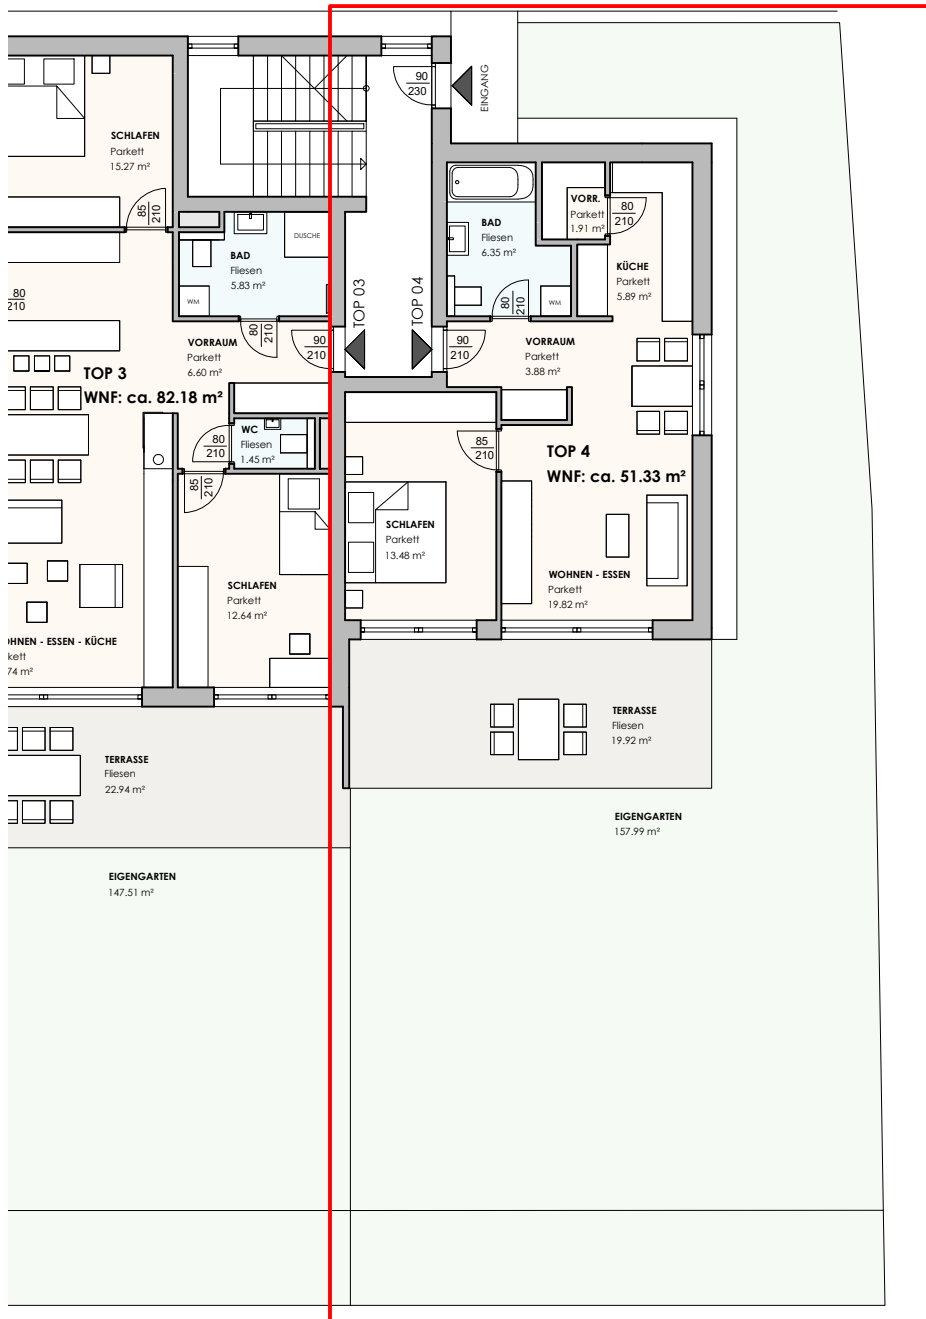 90
230
EINGANG
SCHLAFEN
Parkett
15.27 m²
85
210
BAD
Fliesen
5.83 m²
DUSCHE
WM
80
210
80
210
VORRAUM
Parkett
6.60 m²
90
210
TOP 03
TOP 04
TOP 3
WNF: ca. 82.18 m²
WC
Fliesen
1.45 m²
80
210
85
210
SCHLAFEN
Parkett
12.64 m²
OHNEN - ESSEN - KÜCHE
kett
74 m²
TERRASSE
Fliesen
22.94 m²
EIGENGARTEN
147.51 m²
BAD
Fliesen
6.35 m²
VORR.
Parkett
1.91 m²
80
210
KÜCHE
Parkett
5.89 m²
80
210
WM
90
210
VORRAUM
Parkett
3.88 m²
85
210
TOP 4
WNF: ca. 51.33 m²
SCHLAFEN
Parkett
13.48 m²
WOHNEN - ESSEN
Parkett
19.82 m²
TERRASSE
Fliesen
19.92 m²
EIGENGARTEN
157.99 m²